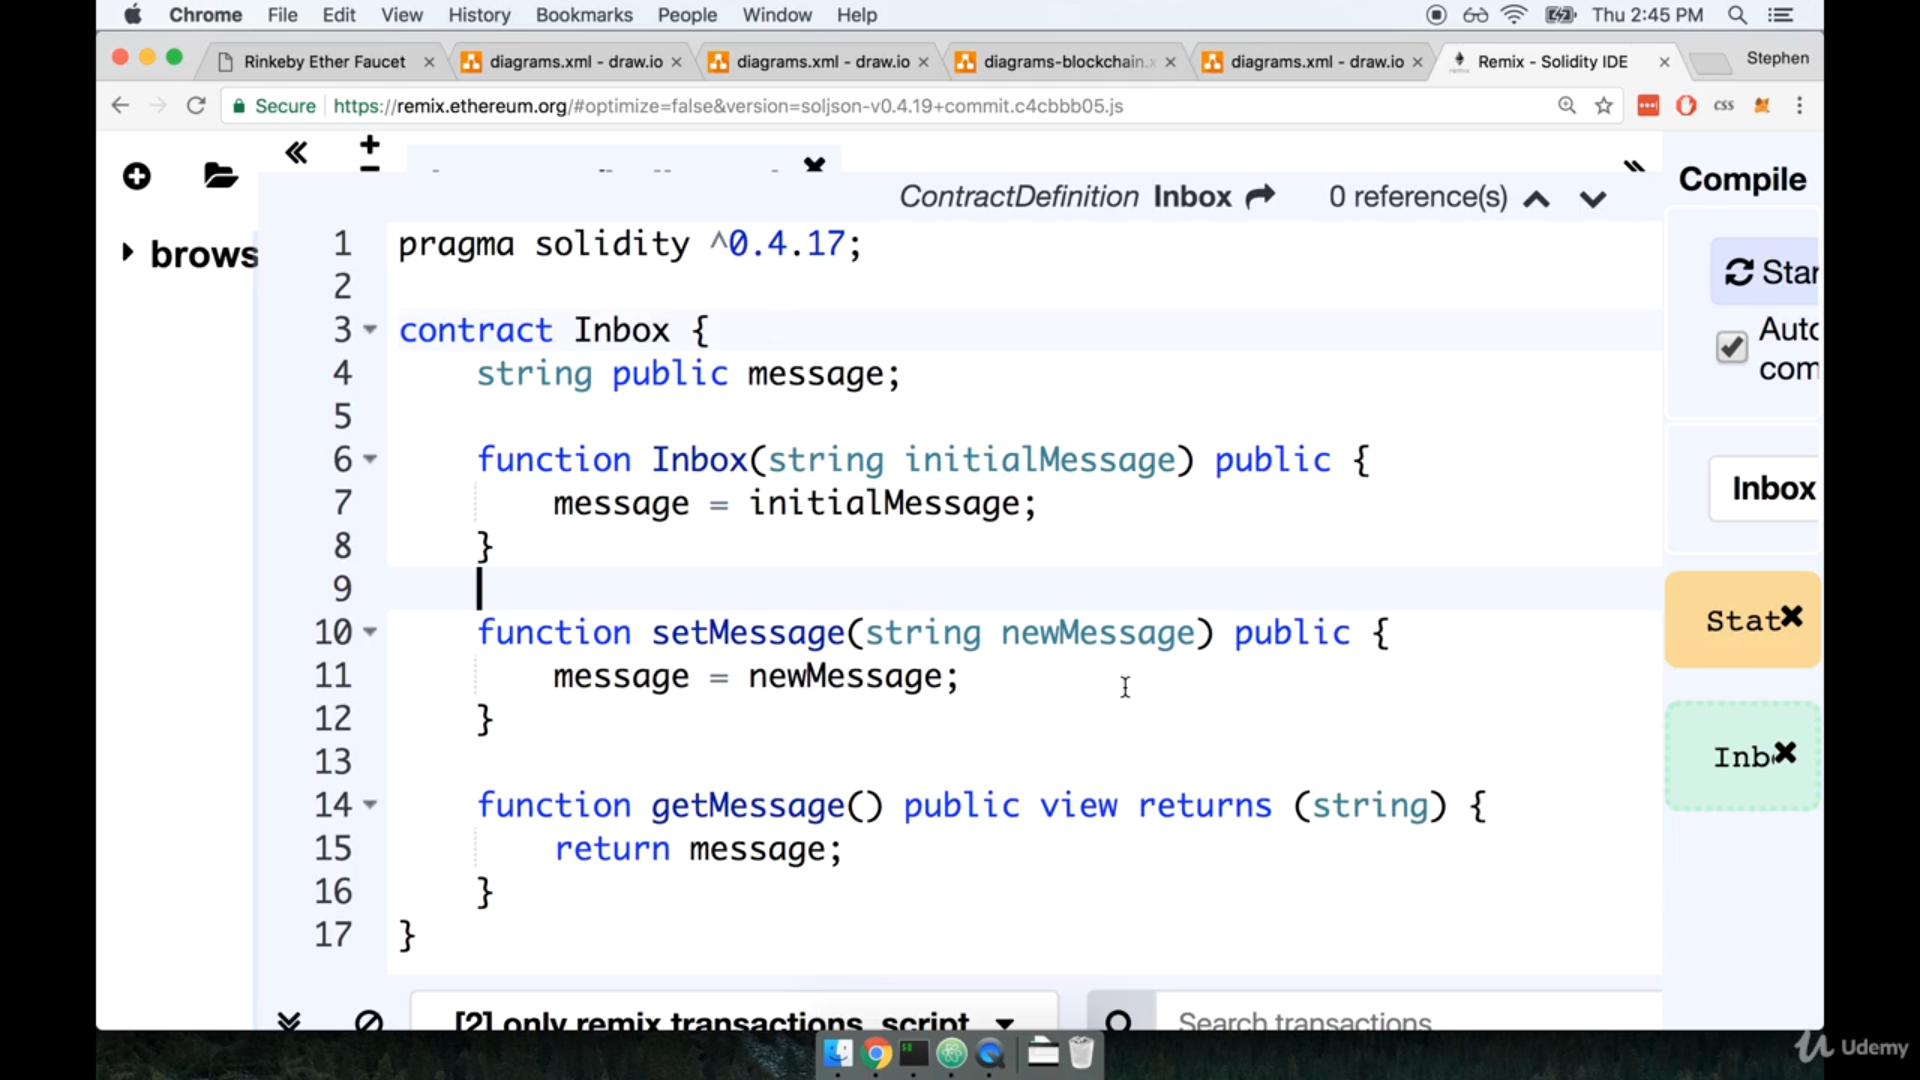 Chrome File Edit View History Bookmarks People Window Help Thu 2:45 PM
Rinkeby Ether Faucet diagrams.xml - draw.io diagrams.xml - draw.io diagrams-blockchain.x diagrams.xml - draw.io Remix - Solidity IDE Stephen
Secure https://remix.ethereum.org/#optimize=false&version=soljson-v0.4.19+commit.c4cbbb05.js css
Compile
ContractDefinition Inbox 0 reference(s)
brows
Star
Auto
com
Inbox
Stat
Inb
1 pragma solidity ^0.4.17;
2
3 contract Inbox {
4 string public message;
5
6 function Inbox(string initialMessage) public {
7 message = initialMessage;
8 }
9
10 function setMessage(string newMessage) public {
11 message = newMessage;
12 }
13
14 function getMessage() public view returns (string) {
15 return message;
16 }
17 }
[2] only remix transactions, script Search transactions
Udemy